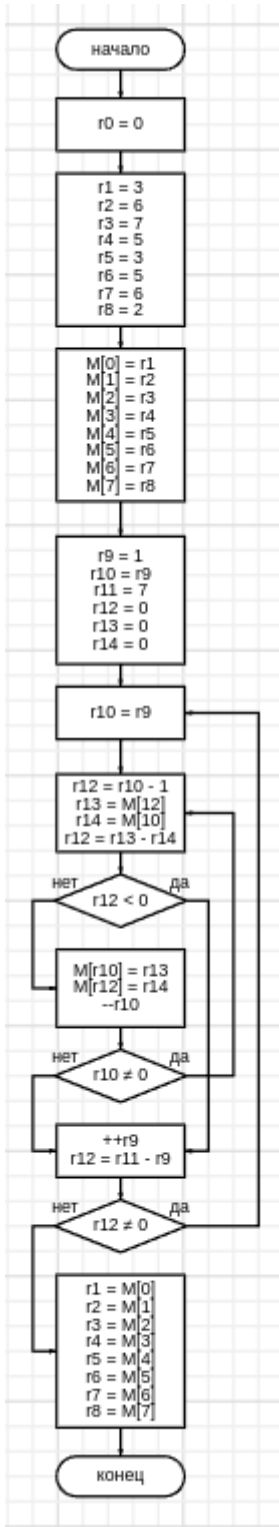 начало
r0 = 0
r1 = 3
r2 = 6
r3 = 7
r4 = 5
r5 = 3
r6 = 5
r7 = 6
r8 = 2
M[0] = r1
M[1] = r2
M[2] = r3
M[3] = r4
M[4] = r5
M[5] = r6
M[6] = r7
M[7] = r8
r9 = 1
r10 = r9
r11 = 7
r12 = 0
r13 = 0
r14 = 0
r10 = r9
r12 = r10 - 1
r13 = M[12]
r14 = M[10]
r12 = r13 - r14
нет да
r12 < 0
M[r10] = r13
M[r12] = r14
--r10
нет да
r10 ≠ 0
++r9
r12 = r11 - r9
нет да
r12 ≠ 0
r1 = M[0]
r2 = M[1]
r3 = M[2]
r4 = M[3]
r5 = M[4]
r6 = M[5]
r7 = M[6]
r8 = M[7]
конец